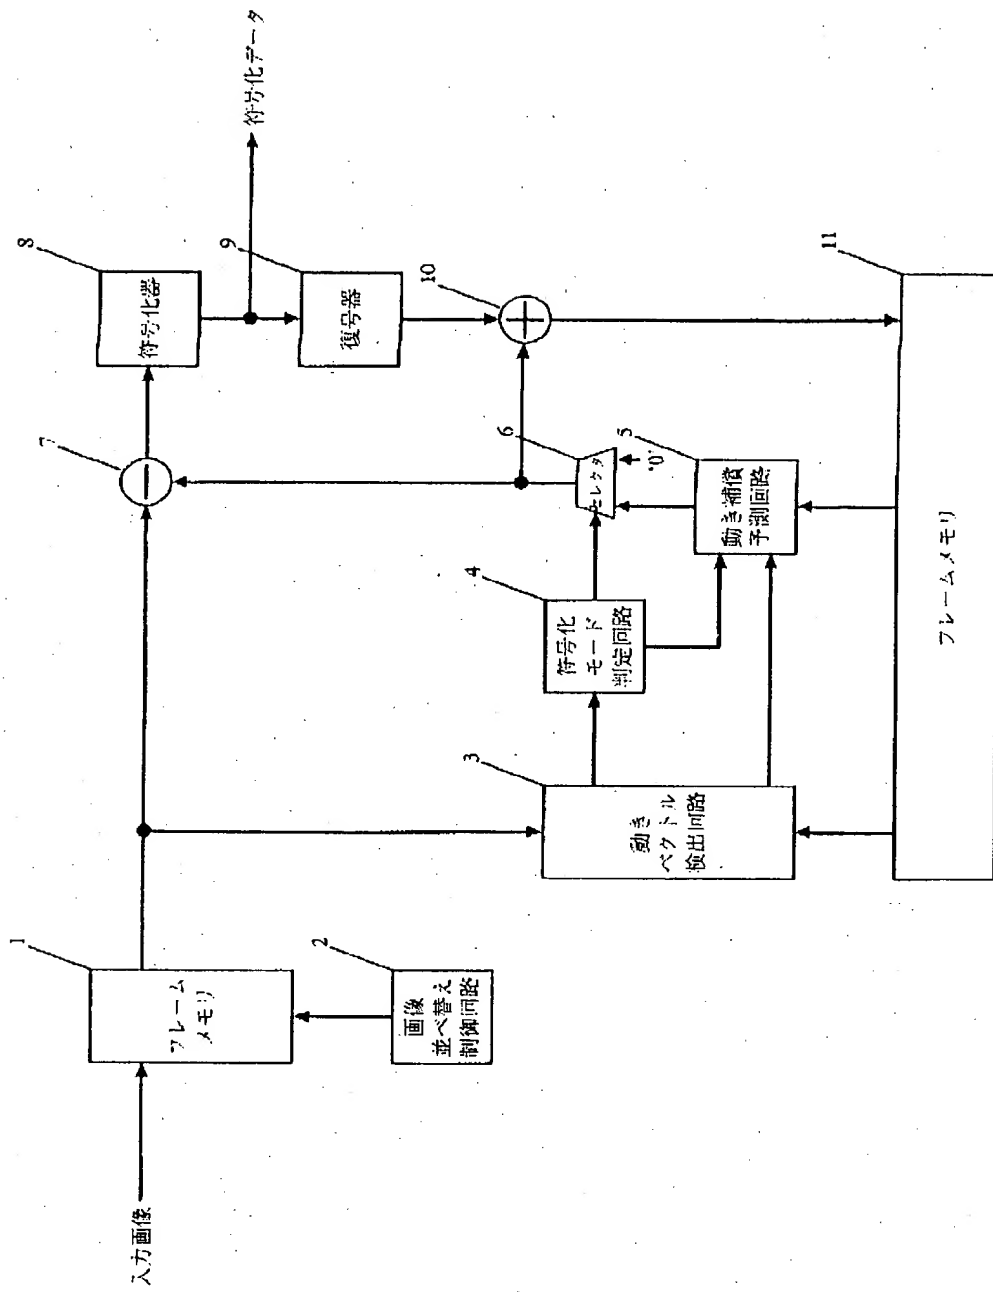 入力画像
1
フレーム
メモリ
2
画像
並べ替え
制御回路
3
動き
ベクトル
検出回路
4
符号化
モード
判定回路
5
動き補償
予測回路
6
セレクタ
'0'
7
8
符号化器
符号化データ
9
復号器
10
11
フレームメモリ